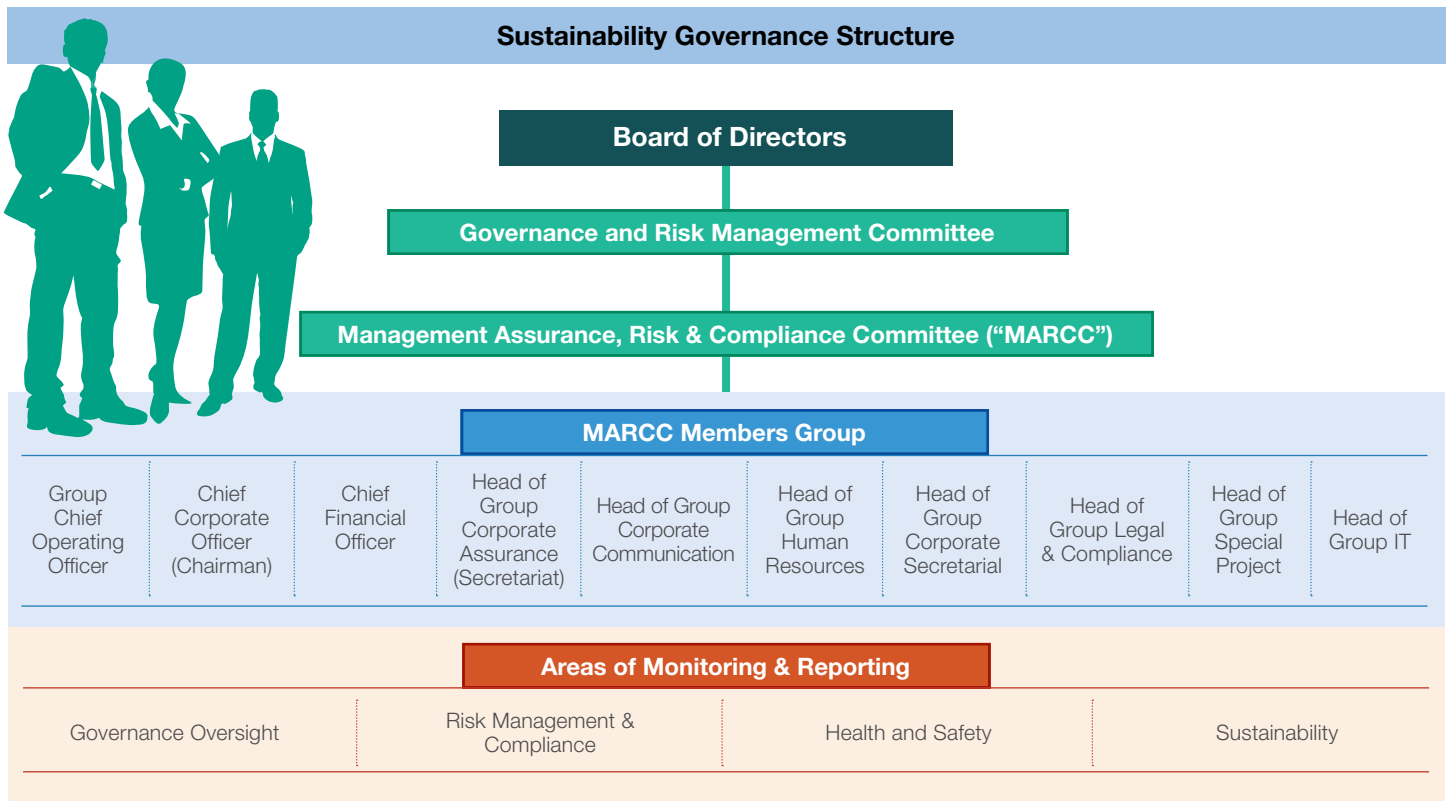 Sustainability Governance Structure
Board of Directors
Governance and Risk Management Committee
Management Assurance, Risk & Compliance Committee (“MARCC”)
MARCC Members Group
Group
Chief
Operating
Officer
Chief
Corporate
Officer
(Chairman)
Chief
Financial
Officer
Head of
Group
Corporate
Assurance
(Secretariat)
Head of Group
Corporate
Communication
Head of
Group
Human
Resources
Head of
Group
Corporate
Secretarial
Head of
Group Legal
& Compliance
Head of
Group
Special
Project
Head of
Group IT
Areas of Monitoring & Reporting
Governance Oversight
Risk Management &
Compliance
Health and Safety
Sustainability